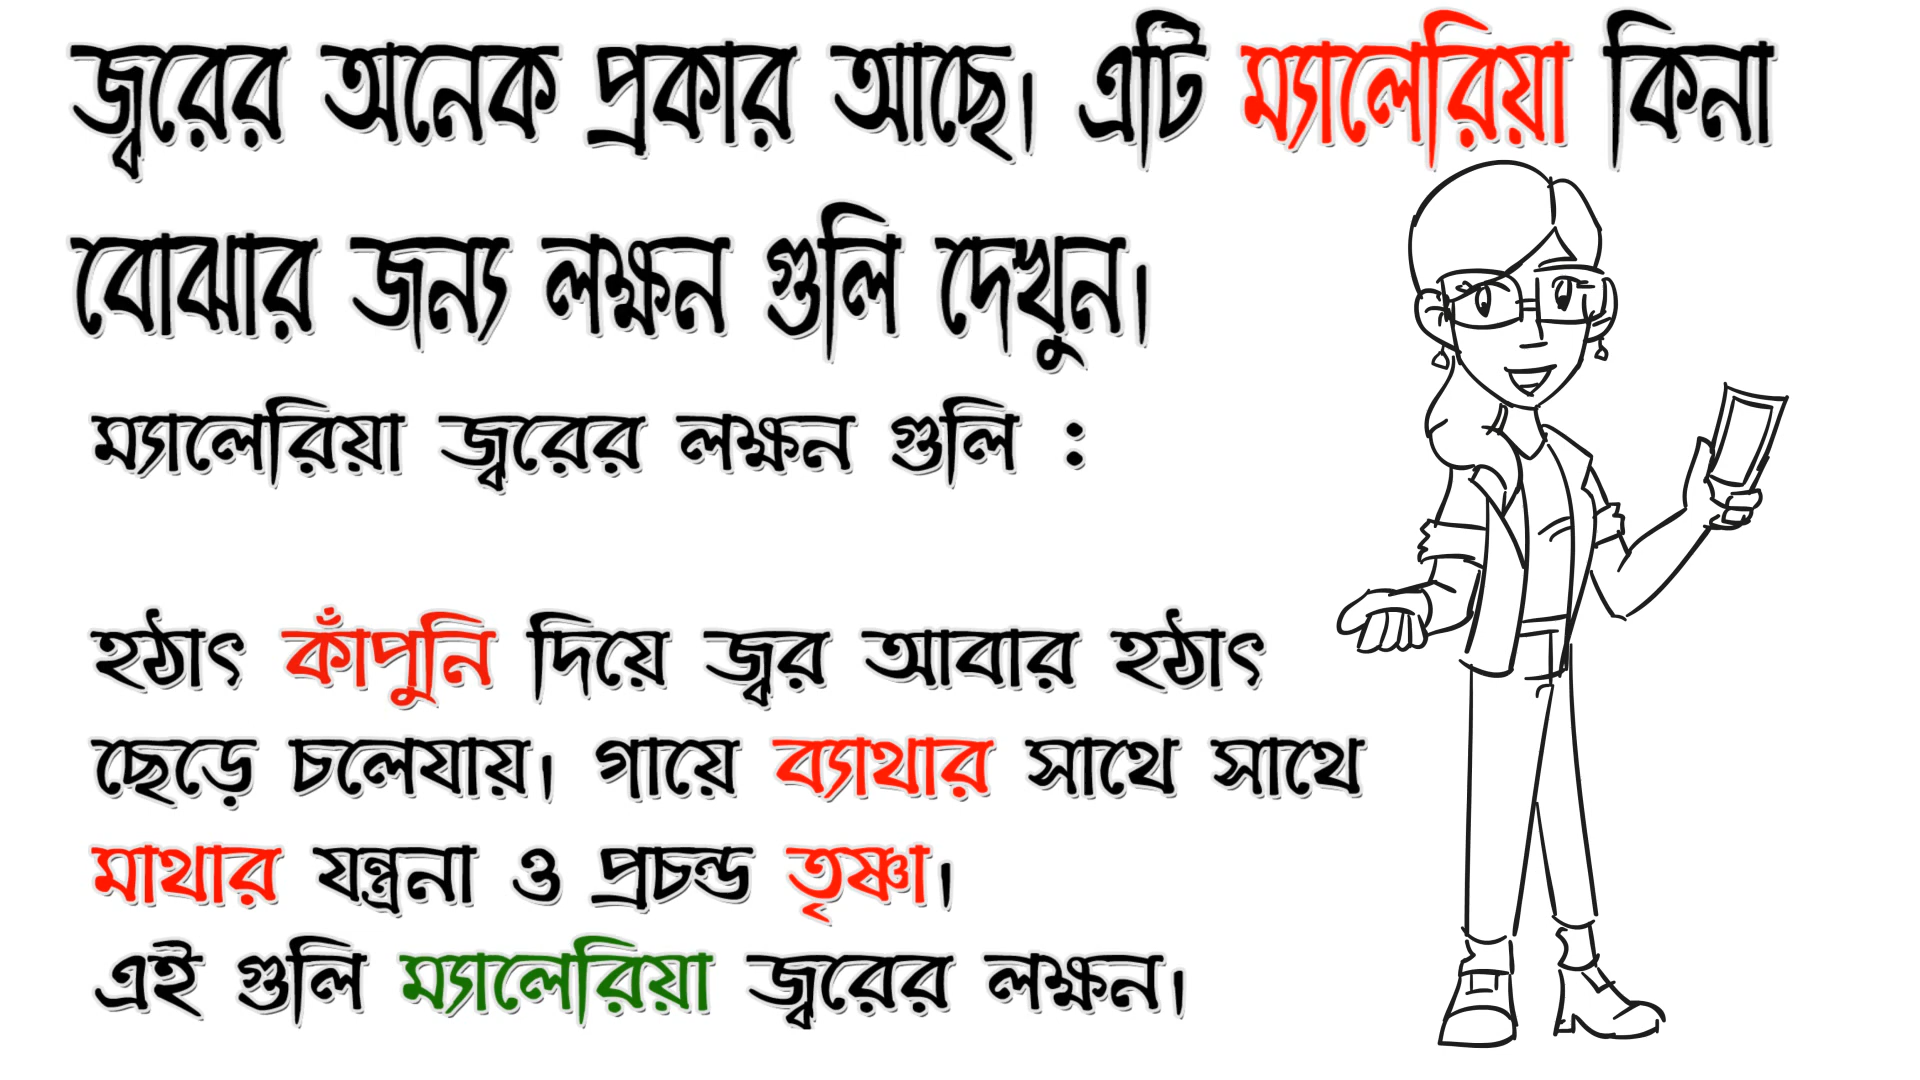 জ্বরের অনেক প্রকার আছে। এটি ম্যালেরিয়া কিনা
বোঝার জন্য লক্ষন গুলি দেখুন।
ম্যালেরিয়া জ্বরের লক্ষন গুলি :
হঠাৎ কাঁপুনি দিয়ে জ্বর আবার হঠাৎ
ছেড়ে চলেযায়। গায়ে ব্যাথার সাথে সাথে
মাথার যন্ত্রনা ও প্রচন্ড তৃষ্ণা।
এই গুলি ম্যালেরিয়া জ্বরের লক্ষন।